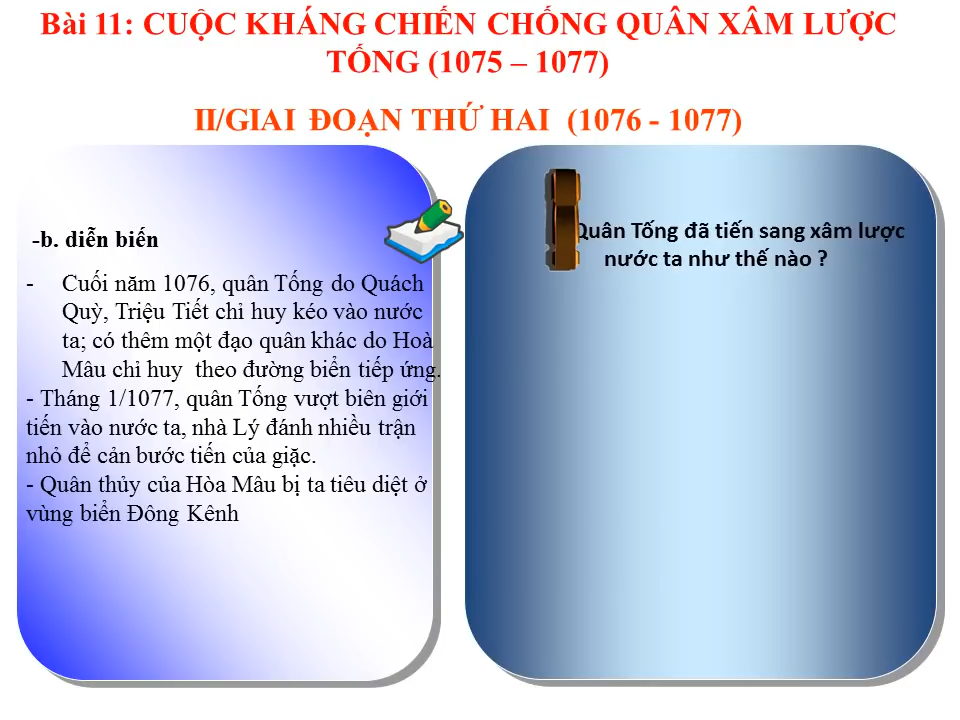 Bài 11: CUỘC KHÁNG CHIẾN CHỐNG QUÂN XÂM LƯỢC
TỐNG (1075 – 1077)
II/GIAI ĐOẠN THỨ HAI (1076 - 1077)
-b. diễn biến
- Cuối năm 1076, quân Tống do Quách
Quỳ, Triệu Tiết chỉ huy kéo vào nước
ta; có thêm một đạo quân khác do Hoà
Mâu chỉ huy theo đường biển tiếp ứng.
- Tháng 1/1077, quân Tống vượt biên giới
tiến vào nước ta, nhà Lý đánh nhiều trận
nhỏ để cản bước tiến của giặc.
- Quân thủy của Hòa Mâu bị ta tiêu diệt ở
vùng biển Đông Kênh
Quân Tống đã tiến sang xâm lược
nước ta như thế nào ?